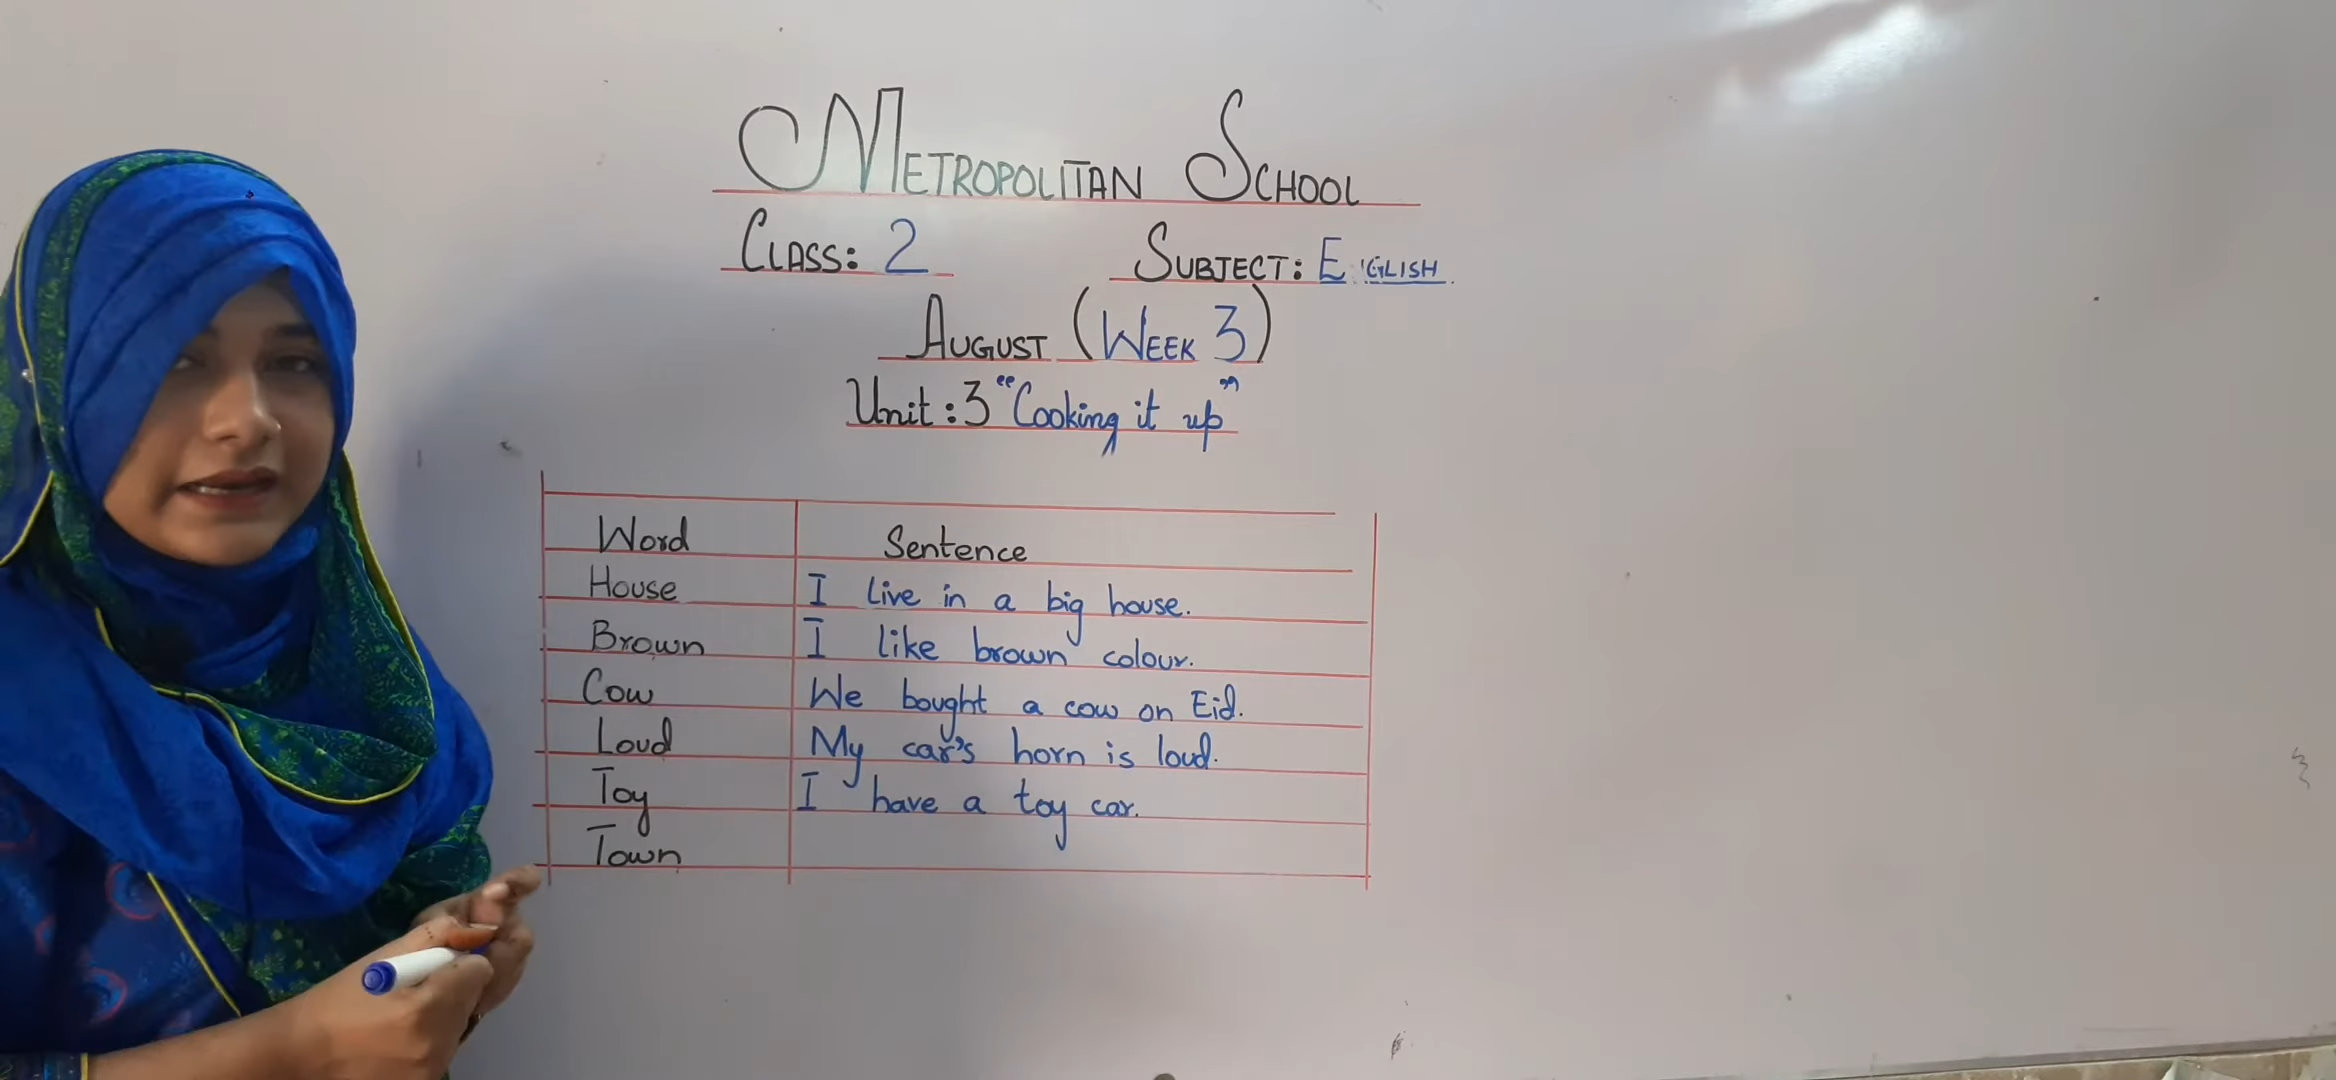 METROPOLITAN SCHOOL
CLASS: 2 SUBJECT: ENGLISH
AUGUST (WEEK 3)
Unit:3 "Cooking it up"
Word Sentence
House I live in a big house.
Brown I like brown colour.
Cow We bought a cow on Eid.
Loud My car's horn is loud.
Toy I have a toy car.
Town